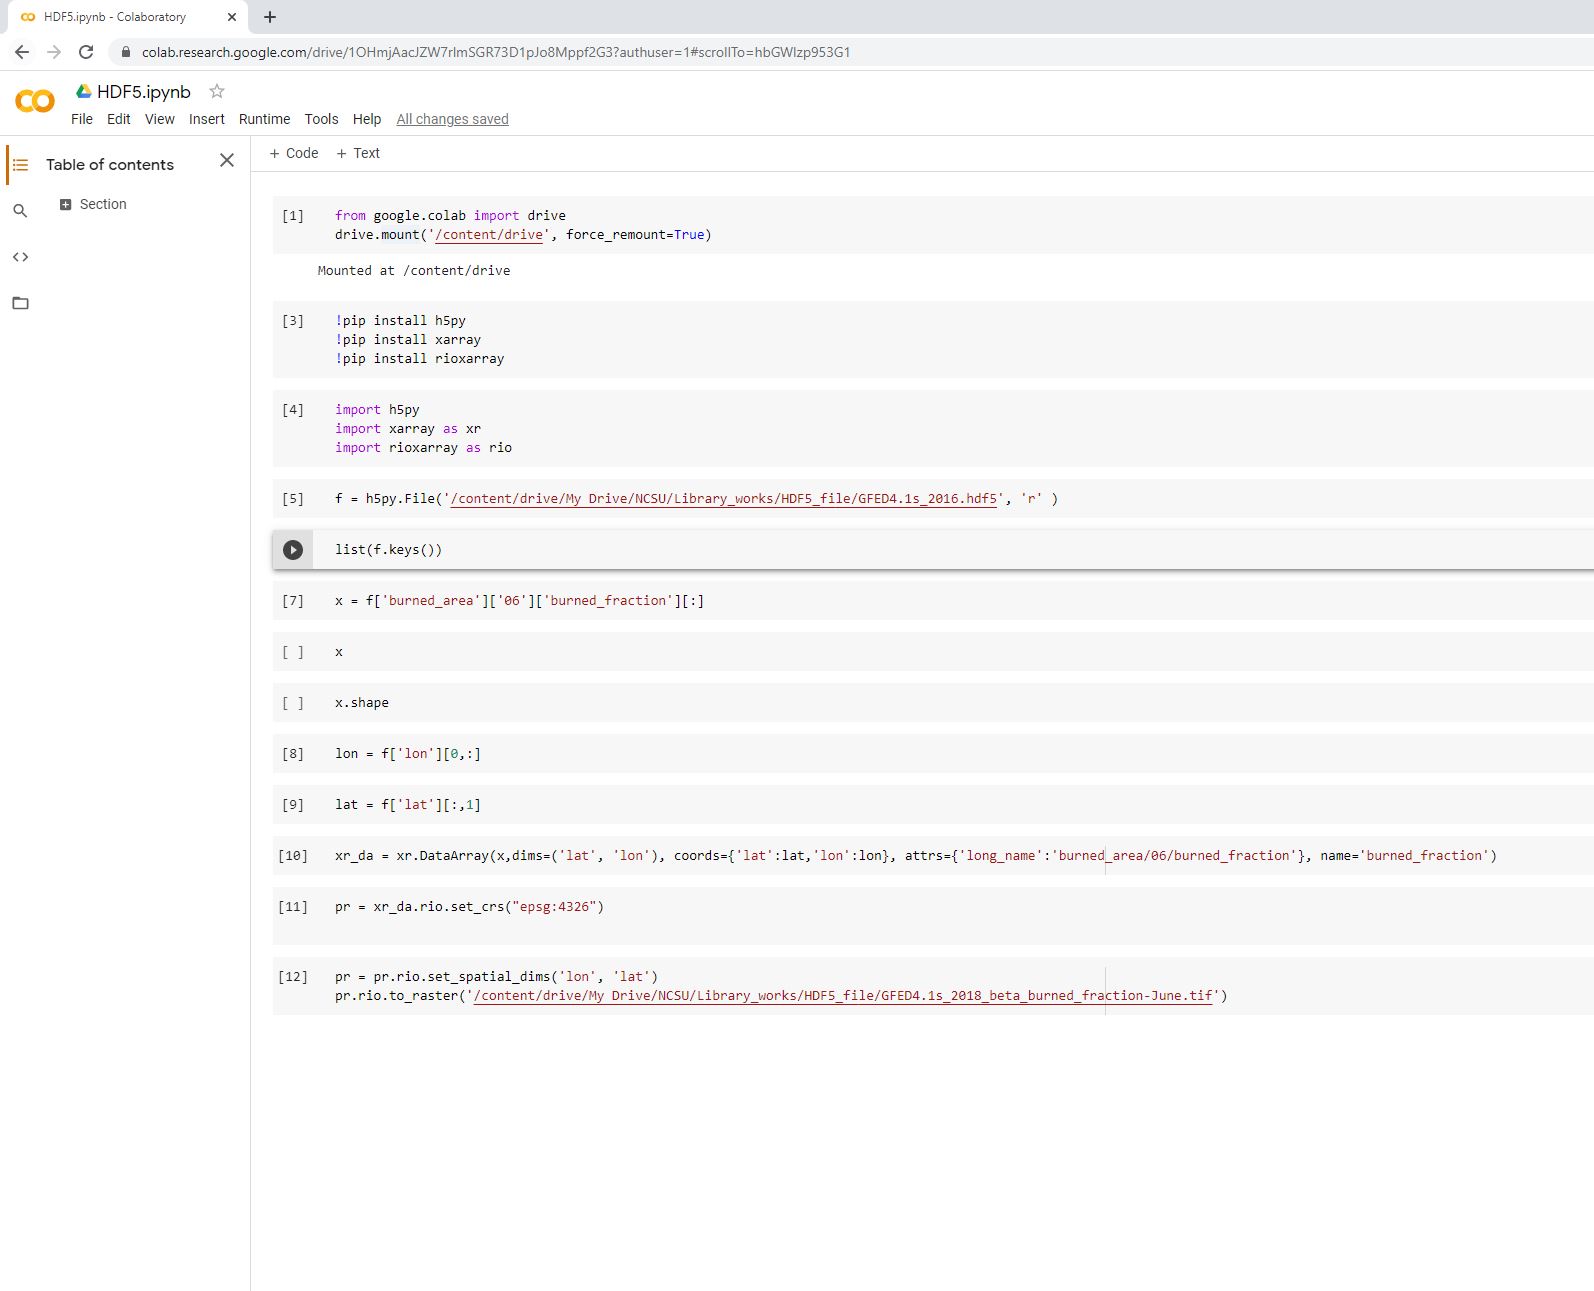 HDF5.ipynb - Colaboratory
colab.research.google.com/drive/1OHmjAacJZW7rImSGR73D1pJo8Mppf2G3?authuser=1#scrollTo=hbGWlzp953G1
HDF5.ipynb
File Edit View Insert Runtime Tools Help All changes saved
Table of contents
Section
+ Code + Text
[1] from google.colab import drive
drive.mount('/content/drive', force_remount=True)
Mounted at /content/drive
[3] !pip install h5py
!pip install xarray
!pip install rioxarray
[4] import h5py
import xarray as xr
import rioxarray as rio
[5] f = h5py.File('/content/drive/My Drive/NCSU/Library_works/HDF5_file/GFED4.1s_2016.hdf5', 'r' )
list(f.keys())
[7] x = f['burned_area']['06']['burned_fraction'][:]
[ ] x
[ ] x.shape
[8] lon = f['lon'][0,:]
[9] lat = f['lat'][:,1]
[10] xr_da = xr.DataArray(x,dims=('lat', 'lon'), coords={'lat':lat,'lon':lon}, attrs={'long_name':'burned_area/06/burned_fraction'}, name='burned_fraction')
[11] pr = xr_da.rio.set_crs("epsg:4326")
[12] pr = pr.rio.set_spatial_dims('lon', 'lat')
pr.rio.to_raster('/content/drive/My Drive/NCSU/Library_works/HDF5_file/GFED4.1s_2018_beta_burned_fraction-June.tif')